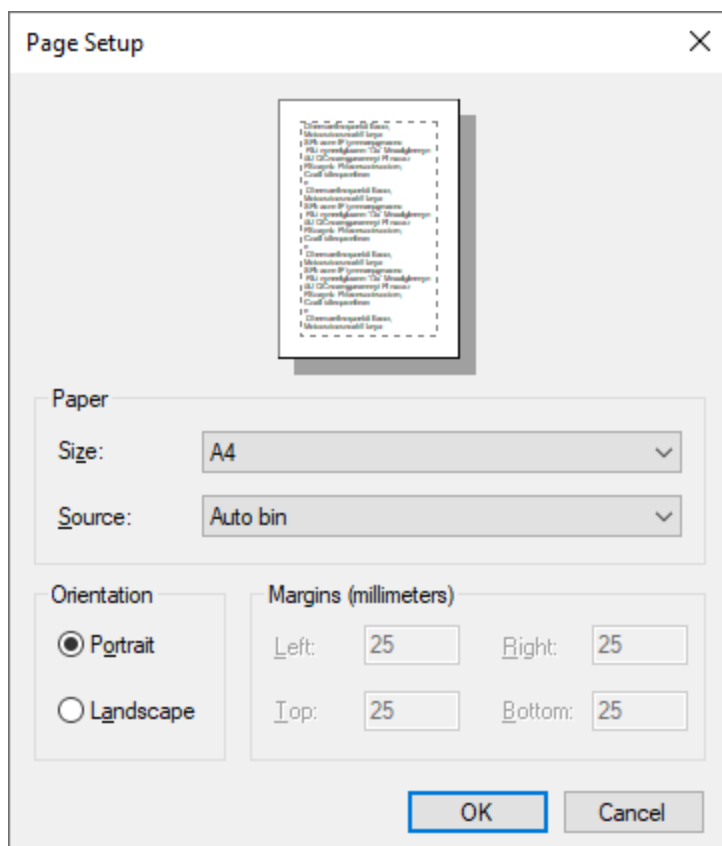 Page Setup
Paper
Size: A4
Source: Auto bin
Orientation
Portrait
Landscape
Margins (millimeters)
Left: 25 Right: 25
Top: 25 Bottom: 25
OK Cancel